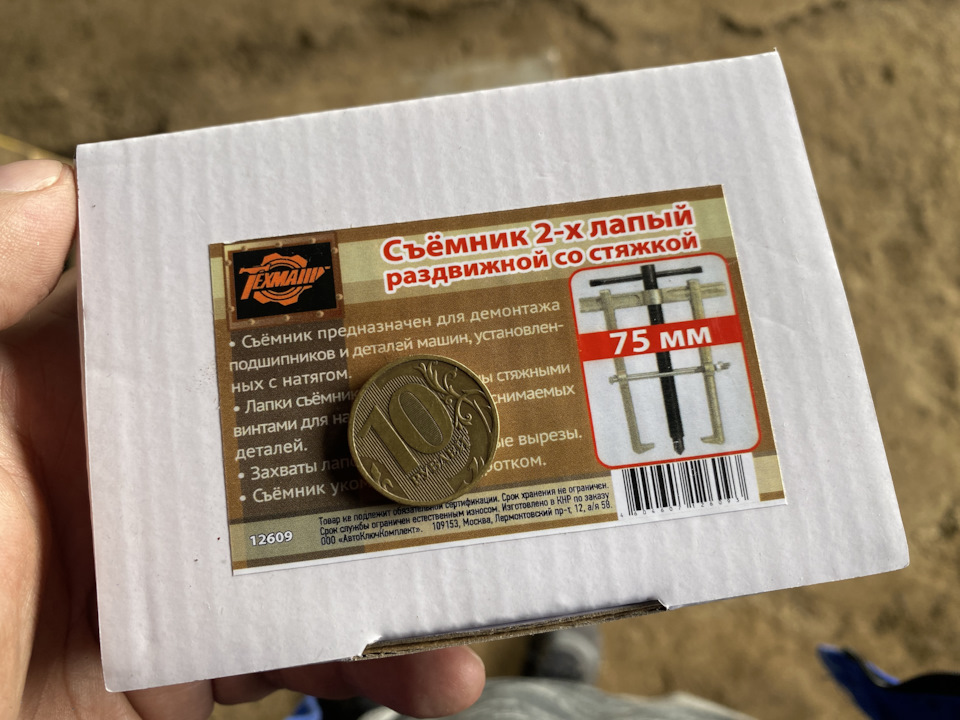 Съёмник 2-х лапый
раздвижной со стяжкой
ТЕХМАШ
75 мм
• Съёмник предназначен для демонтажа
подшипников и деталей машин, установлен-
ных с натягом.
• Лапки съёмник стяжными
винтами для на снимаемых
деталей.
• Захваты лап ые вырезы.
• Съёмник уко ротком.
10
РУБЛЕЙ
12609
Товар не подлежит обязательной сертификации. Срок хранения не ограничен.
Срок службы ограничен естественным износом. Изготовлено в КНР по заказу
ООО «АвтоКлючКомплект». 109153, Москва, Лермонтовский пр-т, 12, а/я 58.